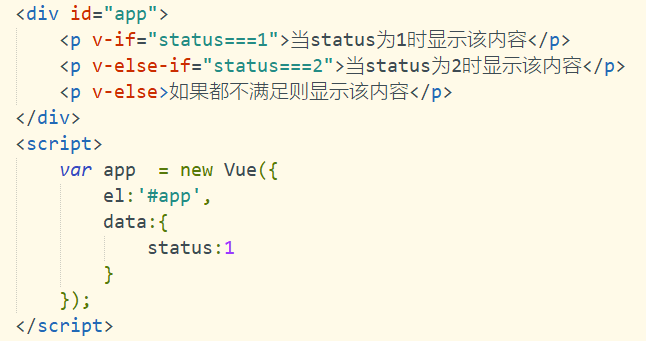 <div id="app">
    <p v-if="status===1">当status为1时显示该内容</p>
    <p v-else-if="status===2">当status为2时显示该内容</p>
    <p v-else>如果都不满足则显示该内容</p>
</div>
<script>
    var app  = new Vue({
        el:'#app',
        data:{
            status:1
        }
    });
</script>